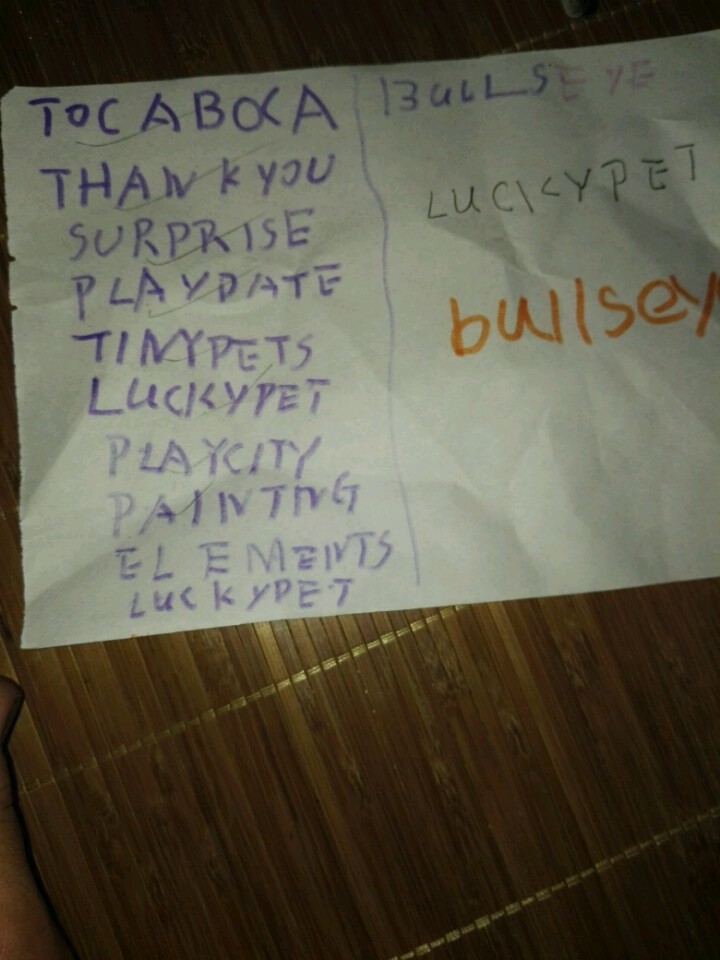 TOCABOCA
THANKYOU
SURPRISE
PLAYDATE
TINYPETS
LUCKYPET
PLAYCITY
PAINTING
ELEMENTS
LUCKYPET
BULLSEYE
LUCKYPET
bullsey